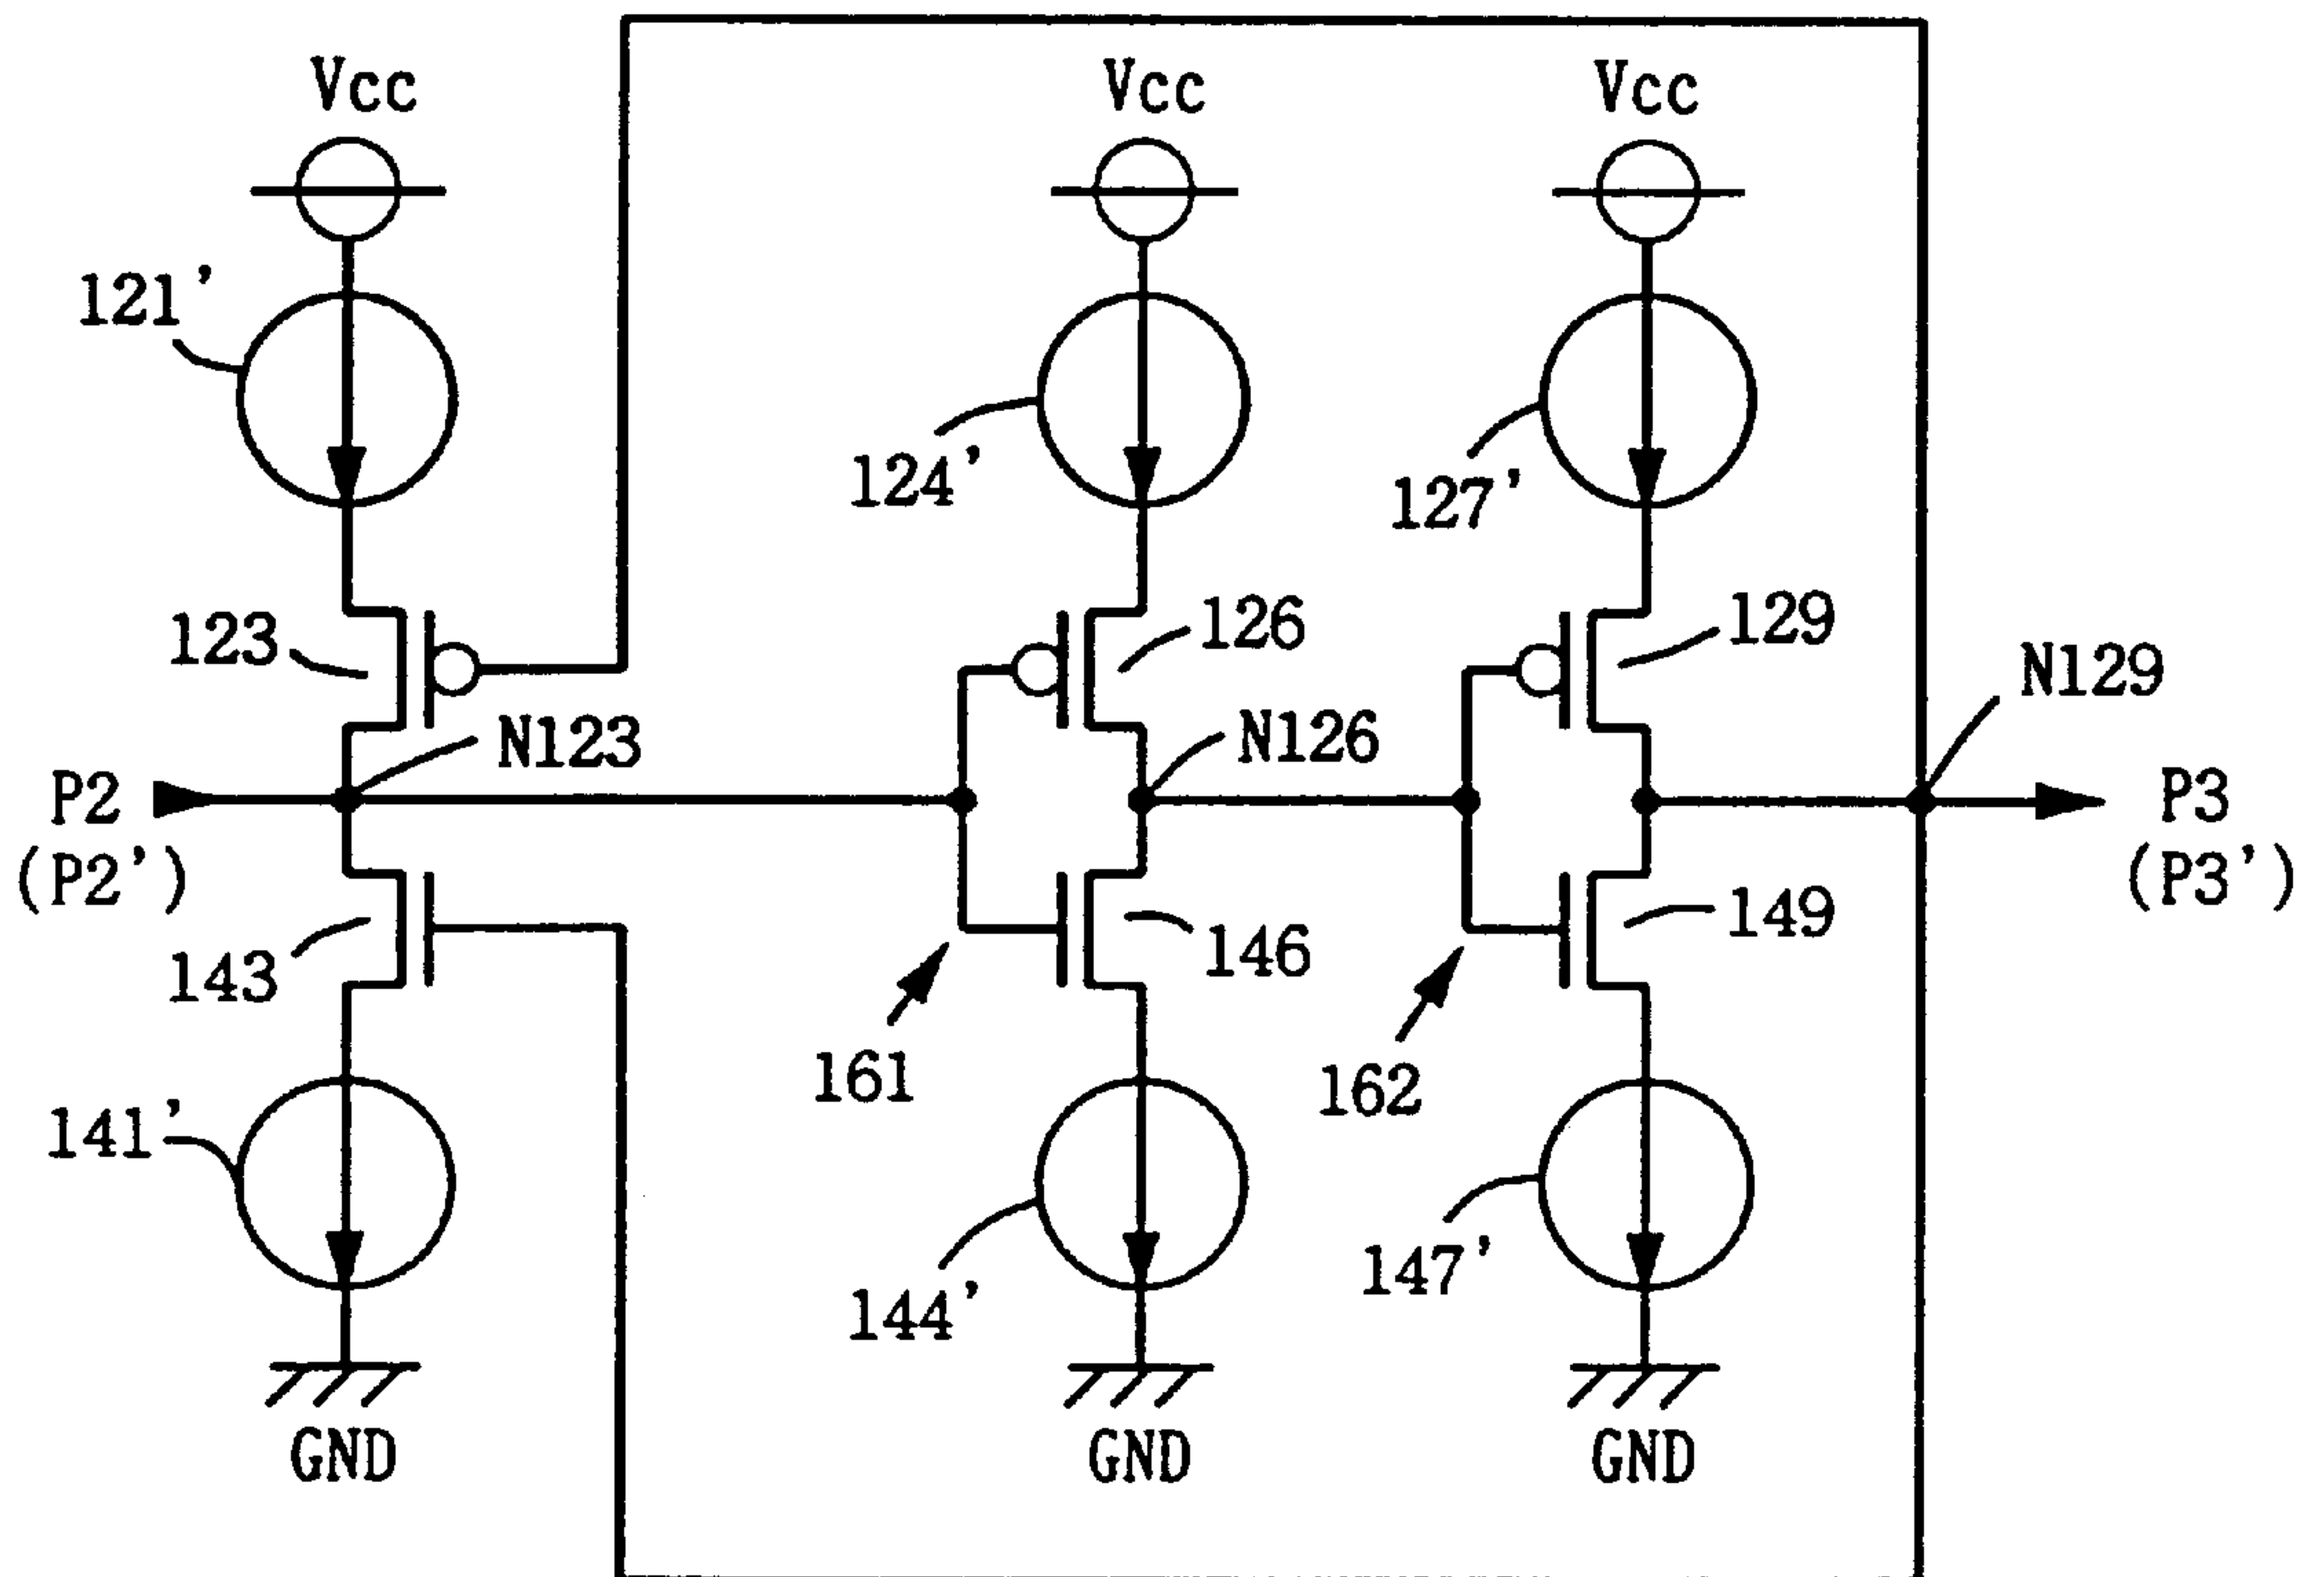 Vcc
Vcc
Vcc
121'
124'
127'
123
126
129
N129
N123
N126
P2
(P2')
P3
(P3')
143
146
149
161
162
141'
144'
147'
GND
GND
GND